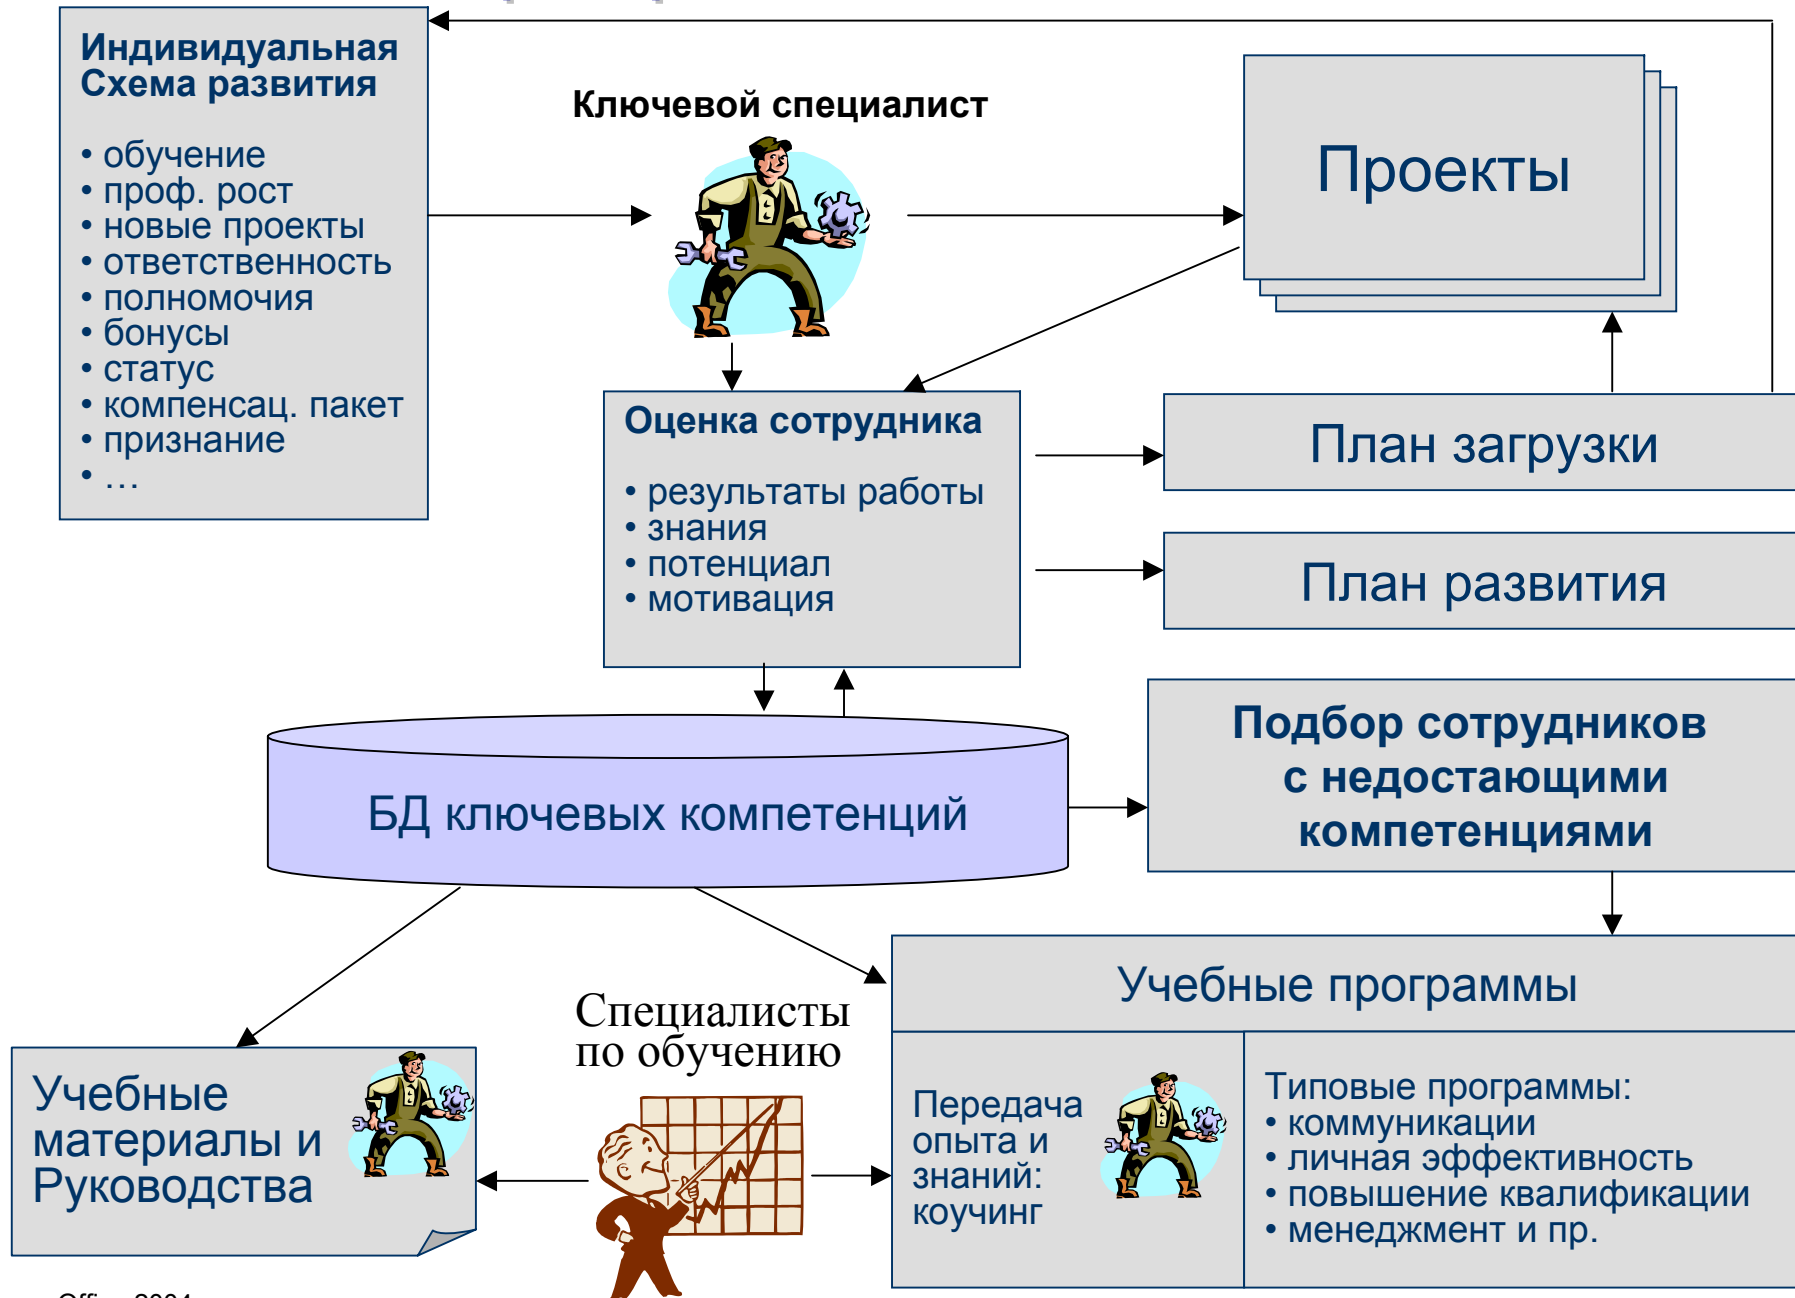 Индивидуальная
Схема развития
• обучение
• проф. рост
• новые проекты
• ответственность
• полномочия
• бонусы
• статус
• компенсац. пакет
• признание
• …
Ключевой специалист
Проекты
Оценка сотрудника
• результаты работы
• знания
• потенциал
• мотивация
План загрузки
План развития
БД ключевых компетенций
Подбор сотрудников
с недостающими
компетенциями
Учебные
материалы и
Руководства
Специалисты
по обучению
Учебные программы
Передача
опыта и
знаний:
коучинг
Типовые программы:
• коммуникации
• личная эффективность
• повышение квалификации
• менеджмент и пр.